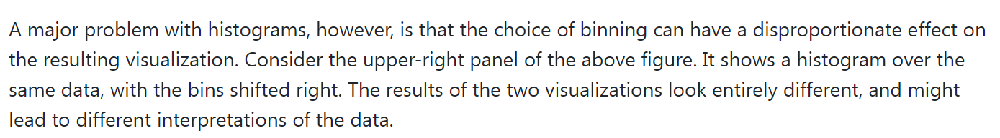 A major problem with histograms, however, is that the choice of binning can have a disproportionate effect on
the resulting visualization. Consider the upper-right panel of the above figure. It shows a histogram over the
same data, with the bins shifted right. The results of the two visualizations look entirely different, and might
lead to different interpretations of the data.